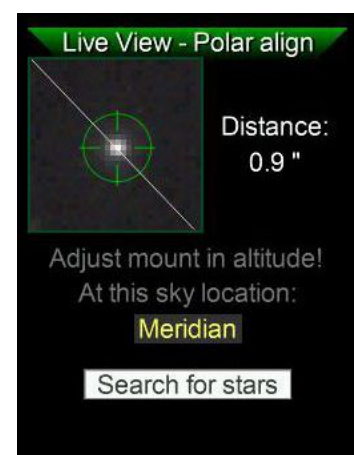 Live View - Polar align
Distance:
0.9 "
Adjust mount in altitude!
At this sky location:
Meridian
Search for stars